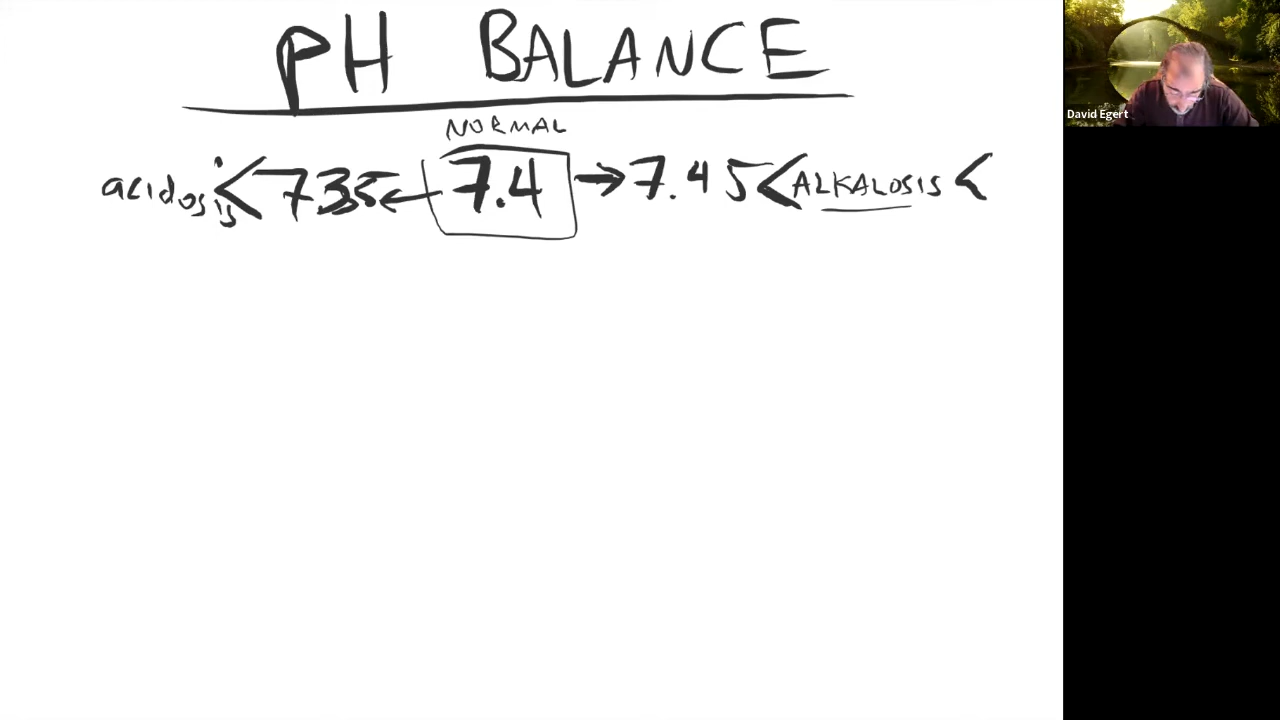 PH BALANCE
NORMAL
acidosis < 7.35 ← 7.4 → 7.45 < ALKALOSIS <
David Egert